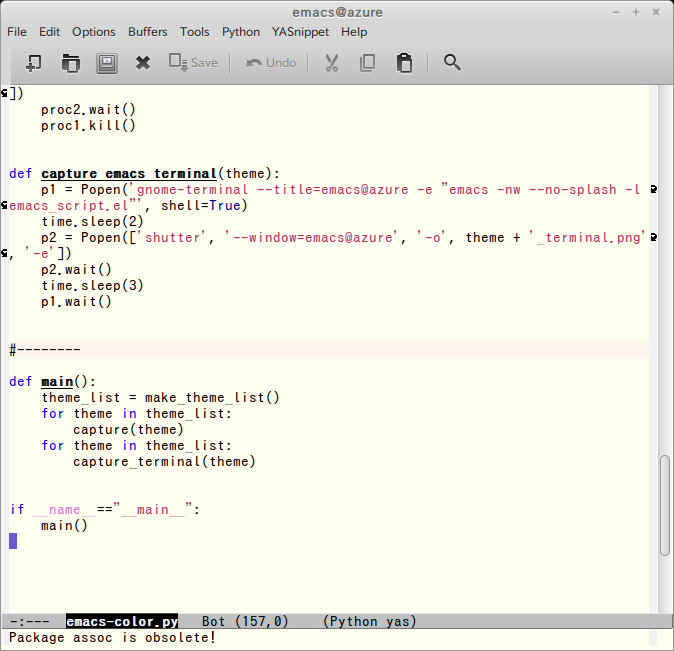 emacs@azure
File Edit Options Buffers Tools Python YASnippet Help
Save Undo
])
    proc2.wait()
    proc1.kill()
def capture_emacs_terminal(theme):
    p1 = Popen('gnome-terminal --title=emacs@azure -e "emacs -nw --no-splash -l
emacs_script.el"', shell=True)
    time.sleep(2)
    p2 = Popen(['shutter', '--window=emacs@azure', '-o', theme + '_terminal.png'
, '-e'])
    p2.wait()
    time.sleep(3)
    p1.wait()
#--------
def main():
    theme_list = make_theme_list()
    for theme in theme_list:
        capture(theme)
    for theme in theme_list:
        capture_terminal(theme)
if __name__=="__main__":
    main()
-:--- emacs-color.py Bot (157,0) (Python yas)
Package assoc is obsolete!